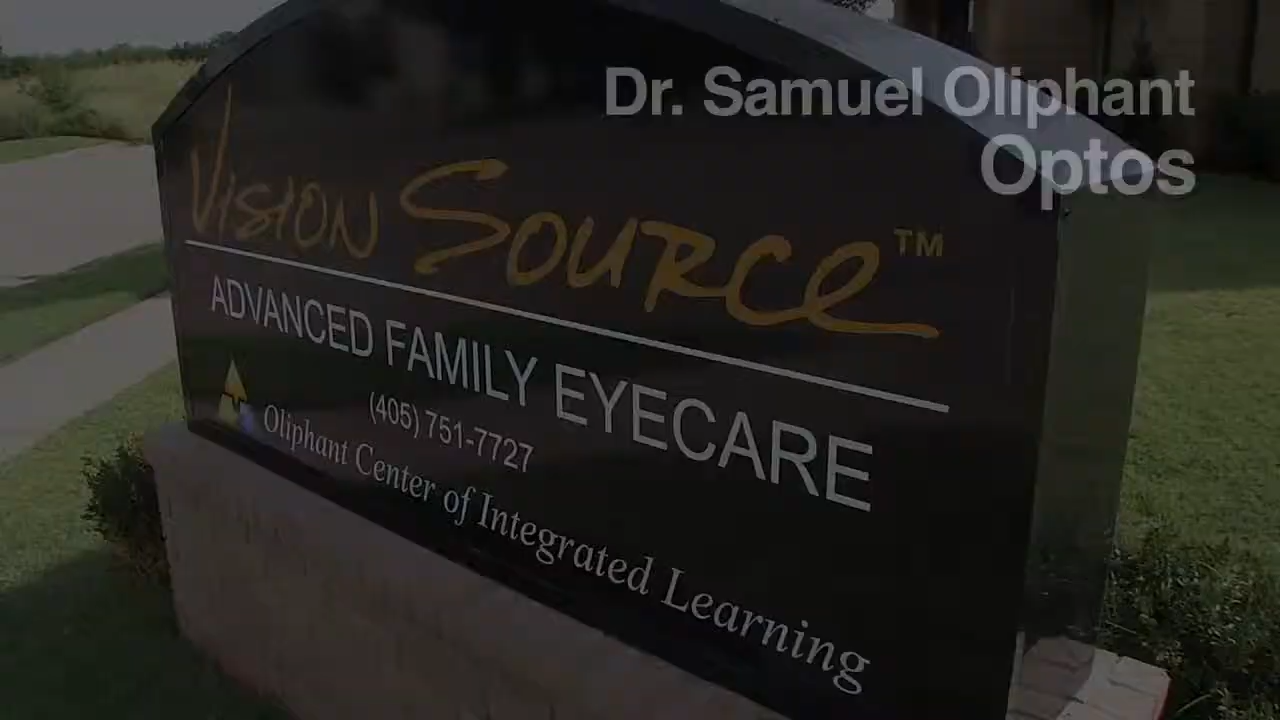 Dr. Samuel Oliphant
Optos
VISION SOURCE™
ADVANCED FAMILY EYECARE
(405) 751-7727
Oliphant Center of Integrated Learning